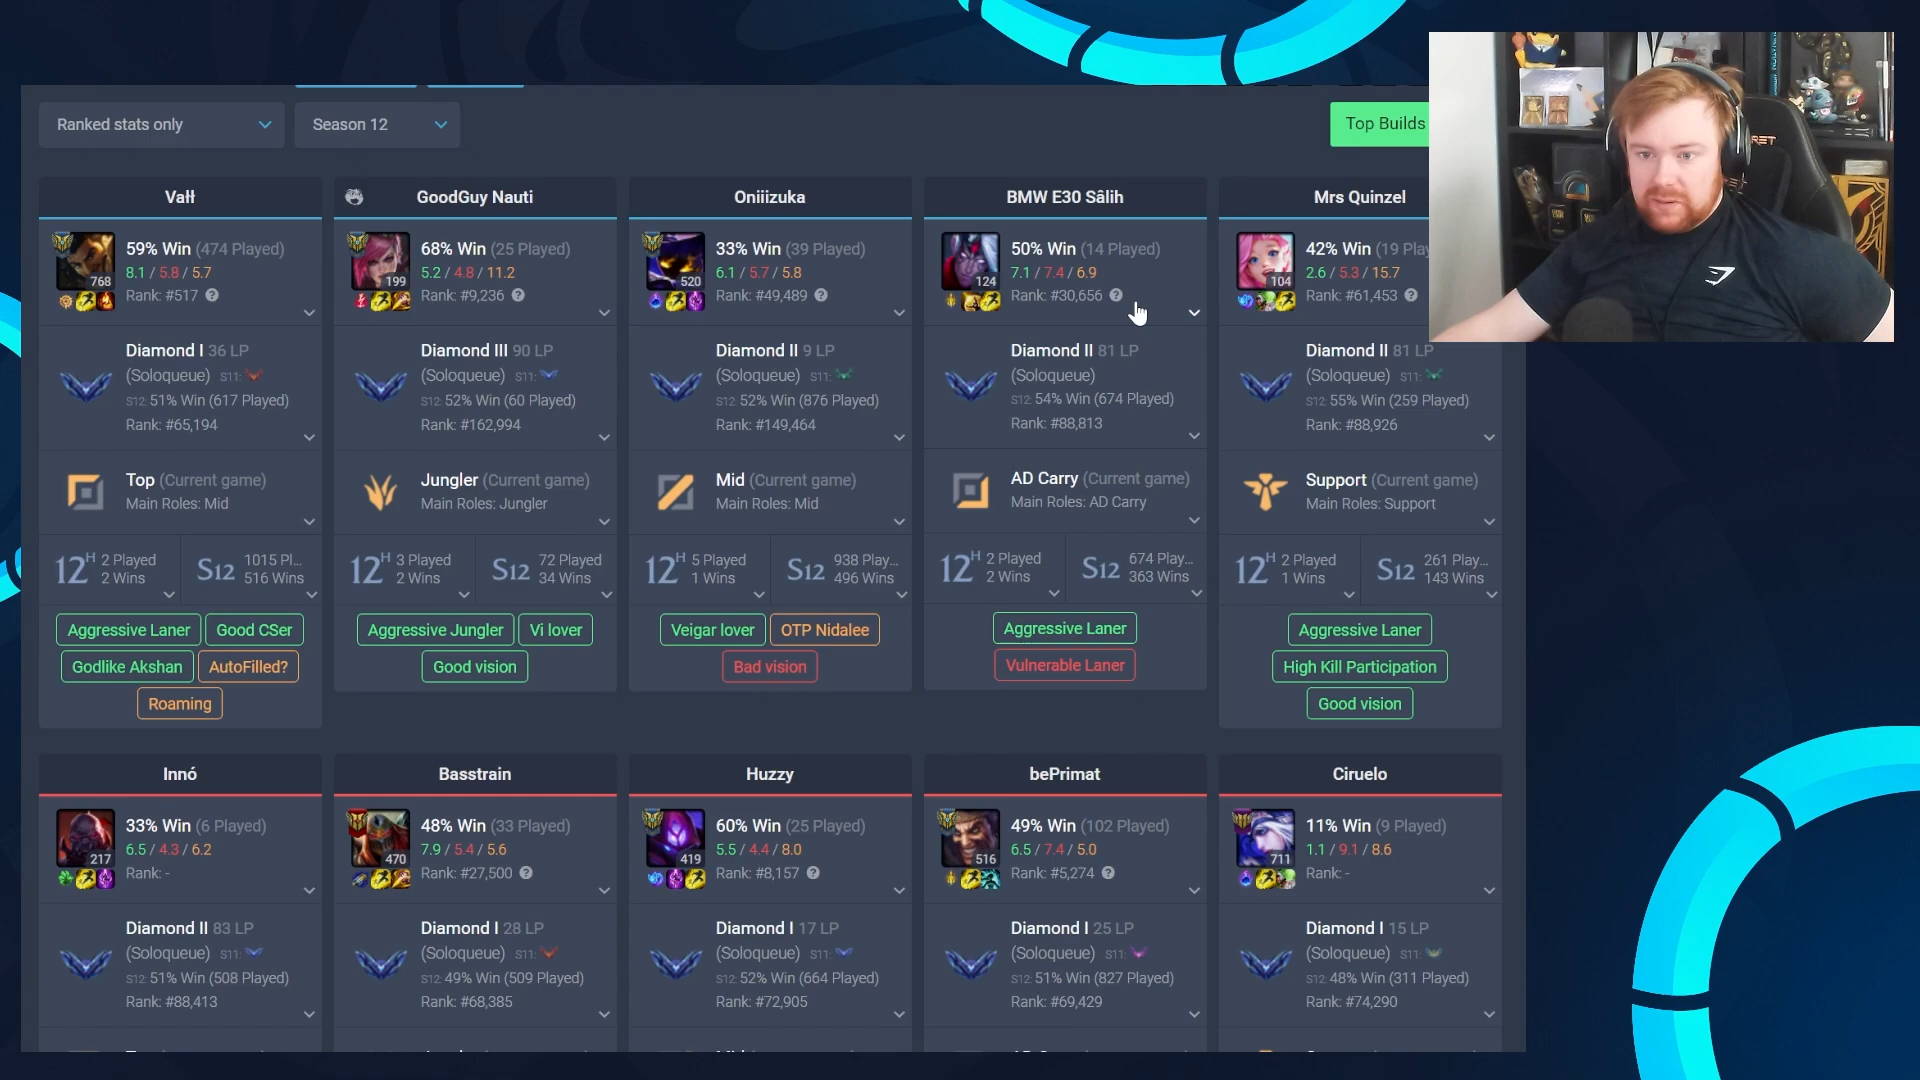 Ranked stats only
Season 12
Top Builds
Vałł
GoodGuy Nauti
Oniiizuka
BMW E30 Sâlih
Mrs Quinzel
59% Win (474 Played)
8.1 / 5.8 / 5.7
Rank: #517
768
68% Win (25 Played)
5.2 / 4.8 / 11.2
Rank: #9,236
199
33% Win (39 Played)
6.1 / 5.7 / 5.8
Rank: #49,489
520
50% Win (14 Played)
7.1 / 7.4 / 6.9
Rank: #30,656
124
42% Win (19 Play
2.6 / 5.3 / 15.7
Rank: #61,453
104
Diamond I 36 LP
(Soloqueue) S11:
S12: 51% Win (617 Played)
Rank: #65,194
Diamond III 90 LP
(Soloqueue) S11:
S12: 52% Win (60 Played)
Rank: #162,994
Diamond II 9 LP
(Soloqueue) S11:
S12: 52% Win (876 Played)
Rank: #149,464
Diamond II 81 LP
(Soloqueue)
S12: 54% Win (674 Played)
Rank: #88,813
Diamond II 81 LP
(Soloqueue) S11:
S12: 55% Win (259 Played)
Rank: #88,926
Top (Current game)
Main Roles: Mid
Jungler (Current game)
Main Roles: Jungler
Mid (Current game)
Main Roles: Mid
AD Carry (Current game)
Main Roles: AD Carry
Support (Current game)
Main Roles: Support
12H 2 Played
2 Wins
S12 1015 Pl...
516 Wins
12H 3 Played
2 Wins
S12 72 Played
34 Wins
12H 5 Played
1 Wins
S12 938 Play...
496 Wins
12H 2 Played
2 Wins
S12 674 Play...
363 Wins
12H 2 Played
1 Wins
S12 261 Play...
143 Wins
Aggressive Laner Good CSer
Godlike Akshan AutoFilled?
Roaming
Aggressive Jungler Vi lover
Good vision
Veigar lover OTP Nidalee
Bad vision
Aggressive Laner
Vulnerable Laner
Aggressive Laner
High Kill Participation
Good vision
Innó
Basstrain
Huzzy
bePrimat
Ciruelo
33% Win (6 Played)
6.5 / 4.3 / 6.2
Rank: -
217
48% Win (33 Played)
7.9 / 5.4 / 5.6
Rank: #27,500
470
60% Win (25 Played)
5.5 / 4.4 / 8.0
Rank: #8,157
419
49% Win (102 Played)
6.5 / 7.4 / 5.0
Rank: #5,274
516
11% Win (9 Played)
1.1 / 9.1 / 8.6
Rank: -
711
Diamond II 83 LP
(Soloqueue) S11:
S12: 51% Win (508 Played)
Rank: #88,413
Diamond I 28 LP
(Soloqueue) S11:
S12: 49% Win (509 Played)
Rank: #68,385
Diamond I 17 LP
(Soloqueue) S11:
S12: 52% Win (664 Played)
Rank: #72,905
Diamond I 25 LP
(Soloqueue) S11:
S12: 51% Win (827 Played)
Rank: #69,429
Diamond I 15 LP
(Soloqueue) S11:
S12: 48% Win (311 Played)
Rank: #74,290